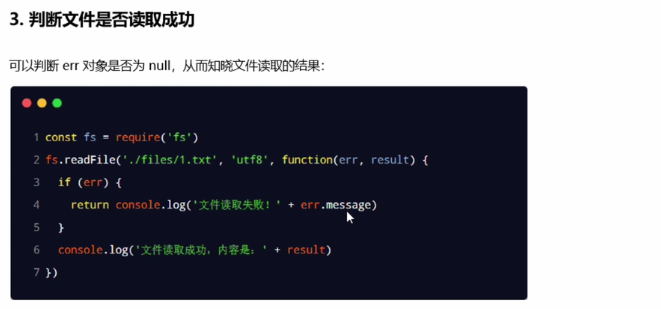 3. 判断文件是否读取成功
可以判断 err 对象是否为 null，从而知晓文件读取的结果：
1 const fs = require('fs')
2 fs.readFile('./files/1.txt', 'utf8', function(err, result) {
3   if (err) {
4     return console.log('文件读取失败！' + err.message)
5   }
6   console.log('文件读取成功，内容是：' + result)
7 })